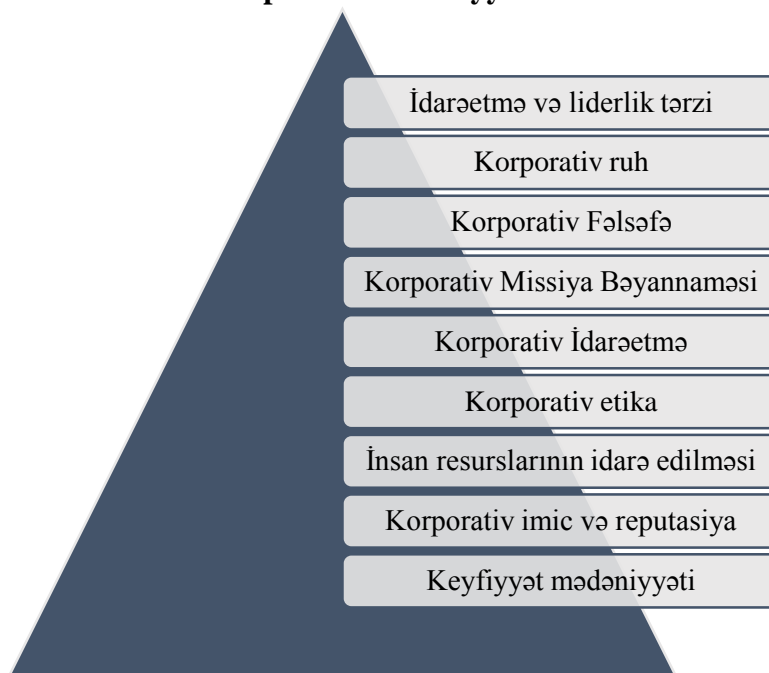 İdarəetmə və liderlik tərzi
Korporativ ruh
Korporativ Fəlsəfə
Korporativ Missiya Bəyannaməsi
Korporativ İdarəetmə
Korporativ etika
İnsan resurslarının idarə edilməsi
Korporativ imic və reputasiya
Keyfiyyət mədəniyyəti